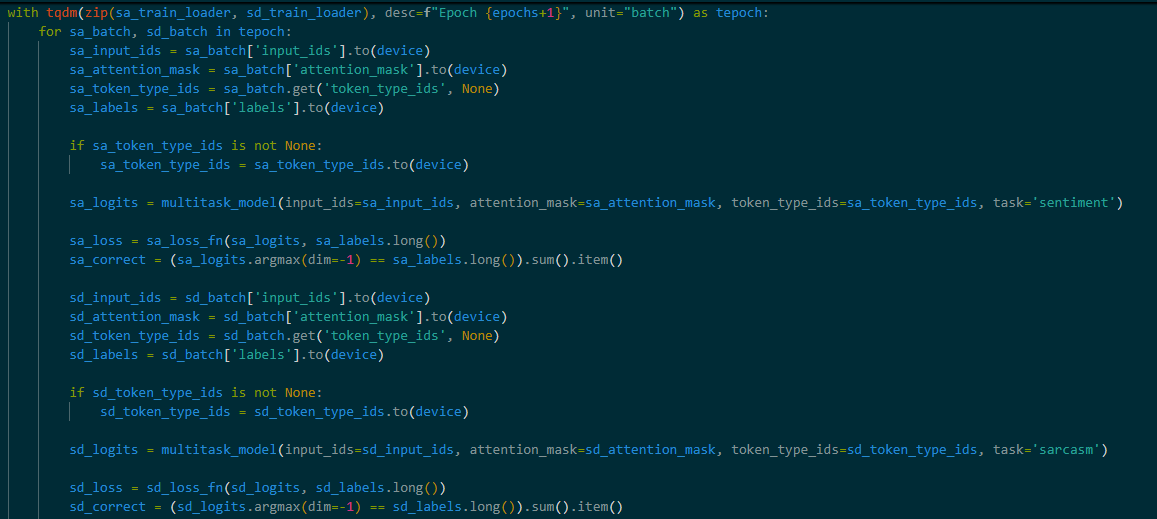 with tqdm(zip(sa_train_loader, sd_train_loader), desc=f"Epoch {epochs+1}", unit="batch") as tepoch:
    for sa_batch, sd_batch in tepoch:
        sa_input_ids = sa_batch['input_ids'].to(device)
        sa_attention_mask = sa_batch['attention_mask'].to(device)
        sa_token_type_ids = sa_batch.get('token_type_ids', None)
        sa_labels = sa_batch['labels'].to(device)

        if sa_token_type_ids is not None:
            sa_token_type_ids = sa_token_type_ids.to(device)

        sa_logits = multitask_model(input_ids=sa_input_ids, attention_mask=sa_attention_mask, token_type_ids=sa_token_type_ids, task='sentiment')

        sa_loss = sa_loss_fn(sa_logits, sa_labels.long())
        sa_correct = (sa_logits.argmax(dim=-1) == sa_labels.long()).sum().item()

        sd_input_ids = sd_batch['input_ids'].to(device)
        sd_attention_mask = sd_batch['attention_mask'].to(device)
        sd_token_type_ids = sd_batch.get('token_type_ids', None)
        sd_labels = sd_batch['labels'].to(device)

        if sd_token_type_ids is not None:
            sd_token_type_ids = sd_token_type_ids.to(device)

        sd_logits = multitask_model(input_ids=sd_input_ids, attention_mask=sd_attention_mask, token_type_ids=sd_token_type_ids, task='sarcasm')

        sd_loss = sd_loss_fn(sd_logits, sd_labels.long())
        sd_correct = (sd_logits.argmax(dim=-1) == sd_labels.long()).sum().item()